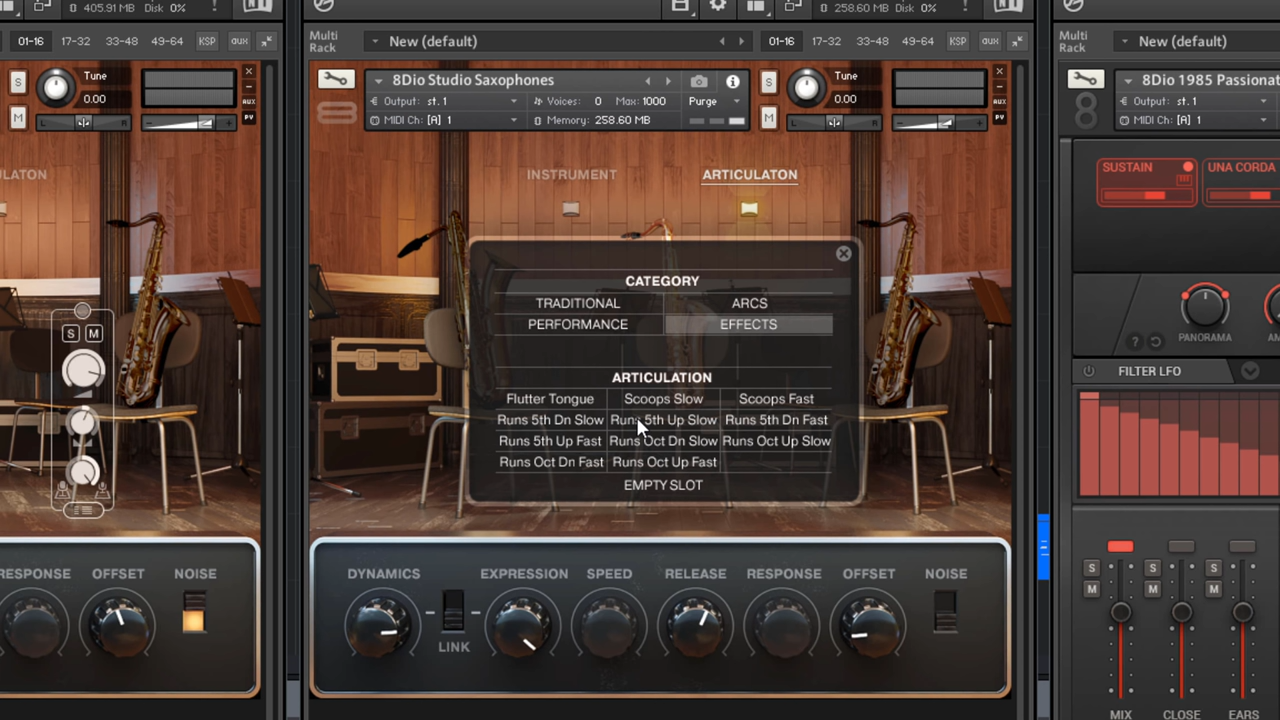 405.91 MB Disk 0% !
01-16 17-32 33-48 49-64 KSP aux
S Tune
0.00
M
AUX
PV
S M
RESPONSE OFFSET NOISE
258.60 MB Disk 0% !
Multi
Rack
New (default)
01-16 17-32 33-48 49-64 KSP aux
8Dio Studio Saxophones
Output: st.1 Voices: 0 Max: 1000 Purge
MIDI Ch: [A] 1 Memory: 258.60 MB
S Tune
0.00
M
L R
AUX
PV
INSTRUMENT ARTICULATON
CATEGORY
TRADITIONAL ARCS
PERFORMANCE EFFECTS
ARTICULATION
Flutter Tongue Scoops Slow Scoops Fast
Runs 5th Dn Slow Runs 5th Up Slow Runs 5th Dn Fast
Runs 5th Up Fast Runs Oct Dn Slow Runs Oct Up Slow
Runs Oct Dn Fast Runs Oct Up Fast
EMPTY SLOT
DYNAMICS EXPRESSION SPEED RELEASE RESPONSE OFFSET NOISE
LINK
Multi
Rack
New (default)
8Dio 1985 Passionat
Output: st.1
MIDI Ch: [A] 1
SUSTAIN UNA CORDA
? PANORAMA
FILTER LFO
S S S
M M M
MIX CLOSE EARS